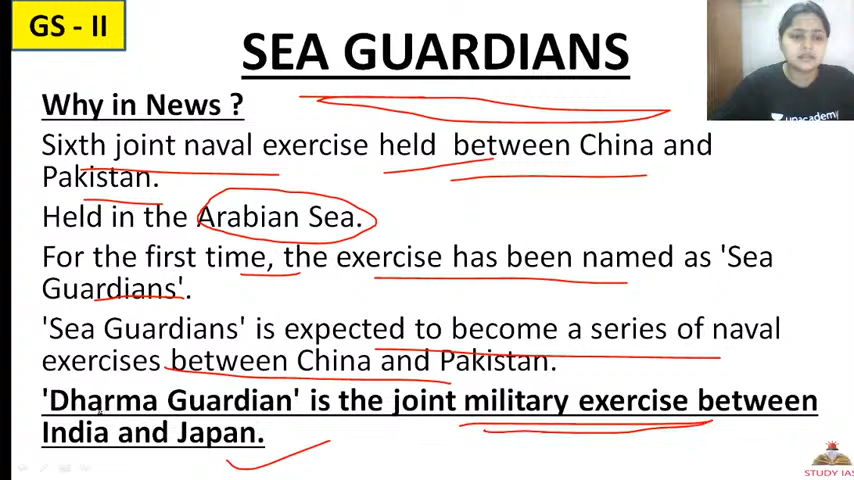 GS - II
SEA GUARDIANS
Why in News ?
Sixth joint naval exercise held between China and
Pakistan.
Held in the Arabian Sea.
For the first time, the exercise has been named as 'Sea
Guardians'.
'Sea Guardians' is expected to become a series of naval
exercises between China and Pakistan.
'Dharma Guardian' is the joint military exercise between
India and Japan.
unacademy
STUDY IAS